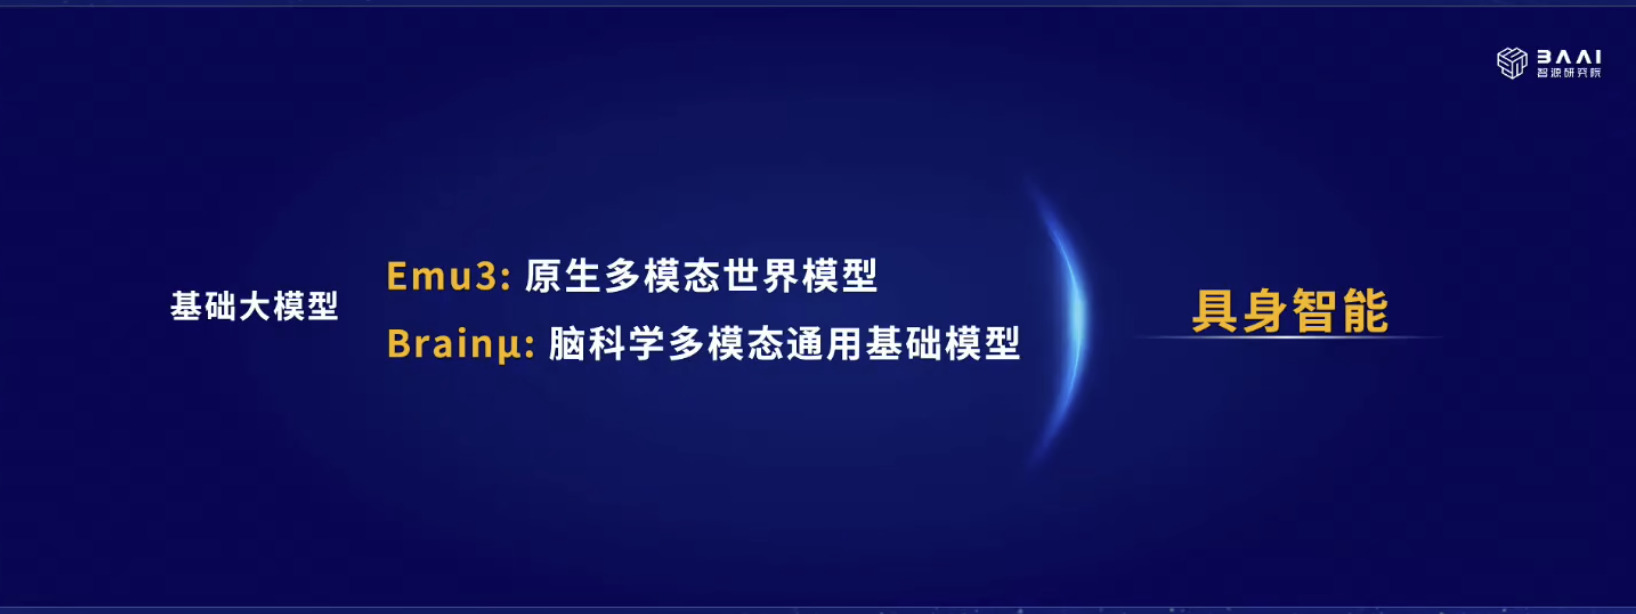 BAAI
智源研究院
基础大模型
Emu3: 原生多模态世界模型
Brainμ: 脑科学多模态通用基础模型
具身智能